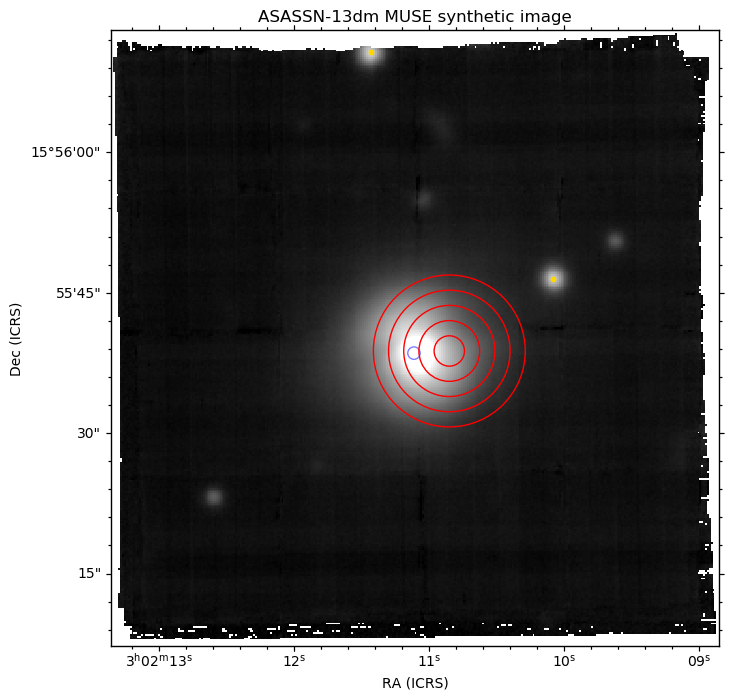 ASASSN-13dm MUSE synthetic image
15°56'00"
55'45"
30"
15"
Dec (ICRS)
3ʰ02ᵐ13ˢ 12ˢ 11ˢ 10ˢ 09ˢ
RA (ICRS)